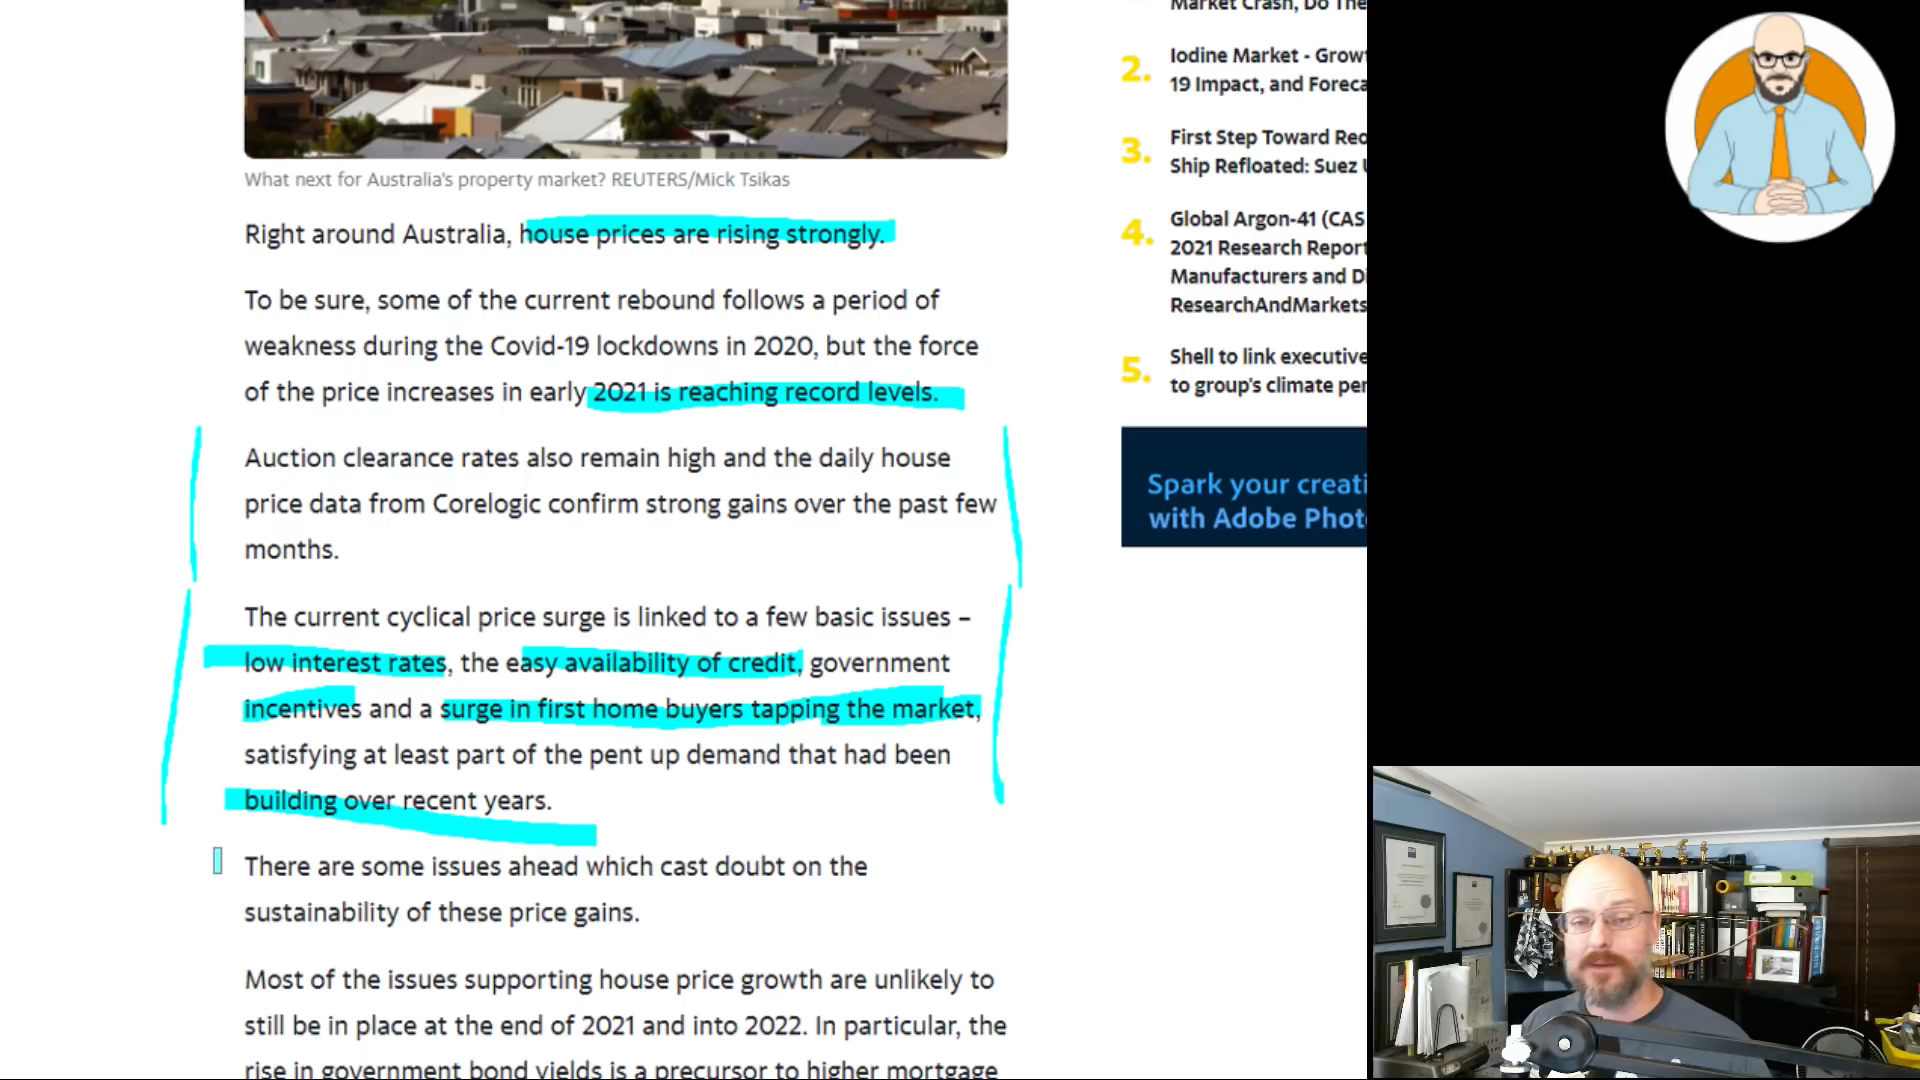 What next for Australia's property market? REUTERS/Mick Tsikas
Right around Australia, house prices are rising strongly.
To be sure, some of the current rebound follows a period of
weakness during the Covid-19 lockdowns in 2020, but the force
of the price increases in early 2021 is reaching record levels.
Auction clearance rates also remain high and the daily house
price data from Corelogic confirm strong gains over the past few
months.
The current cyclical price surge is linked to a few basic issues –
low interest rates, the easy availability of credit, government
incentives and a surge in first home buyers tapping the market,
satisfying at least part of the pent up demand that had been
building over recent years.
There are some issues ahead which cast doubt on the
sustainability of these price gains.
Most of the issues supporting house price growth are unlikely to
still be in place at the end of 2021 and into 2022. In particular, the
rise in government bond yields is a precursor to higher mortgage
Market Crash, Do The
2. Iodine Market - Grow
19 Impact, and Foreca
3. First Step Toward Reo
Ship Refloated: Suez
4. Global Argon-41 (CAS
2021 Research Report
Manufacturers and Di
ResearchAndMarkets
5. Shell to link executive
to group's climate per
Spark your creati
with Adobe Phot